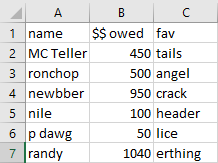 A B C
1 name $$ owed fav
2 MC Teller 450 tails
3 ronchop 500 angel
4 newbber 950 crack
5 nile 100 header
6 p dawg 50 lice
7 randy 1040 erthing